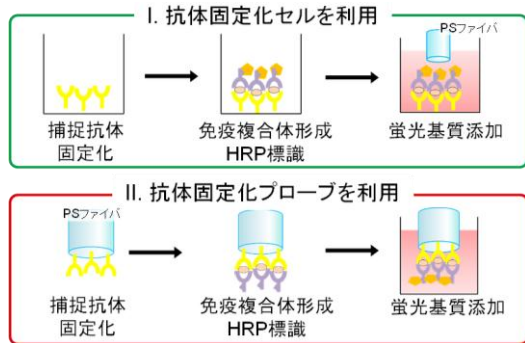 I. 抗体固定化セルを利用
PSファイバ
捕捉抗体
固定化
免疫複合体形成
HRP標識
蛍光基質添加
II. 抗体固定化プローブを利用
PSファイバ
捕捉抗体
固定化
免疫複合体形成
HRP標識
蛍光基質添加